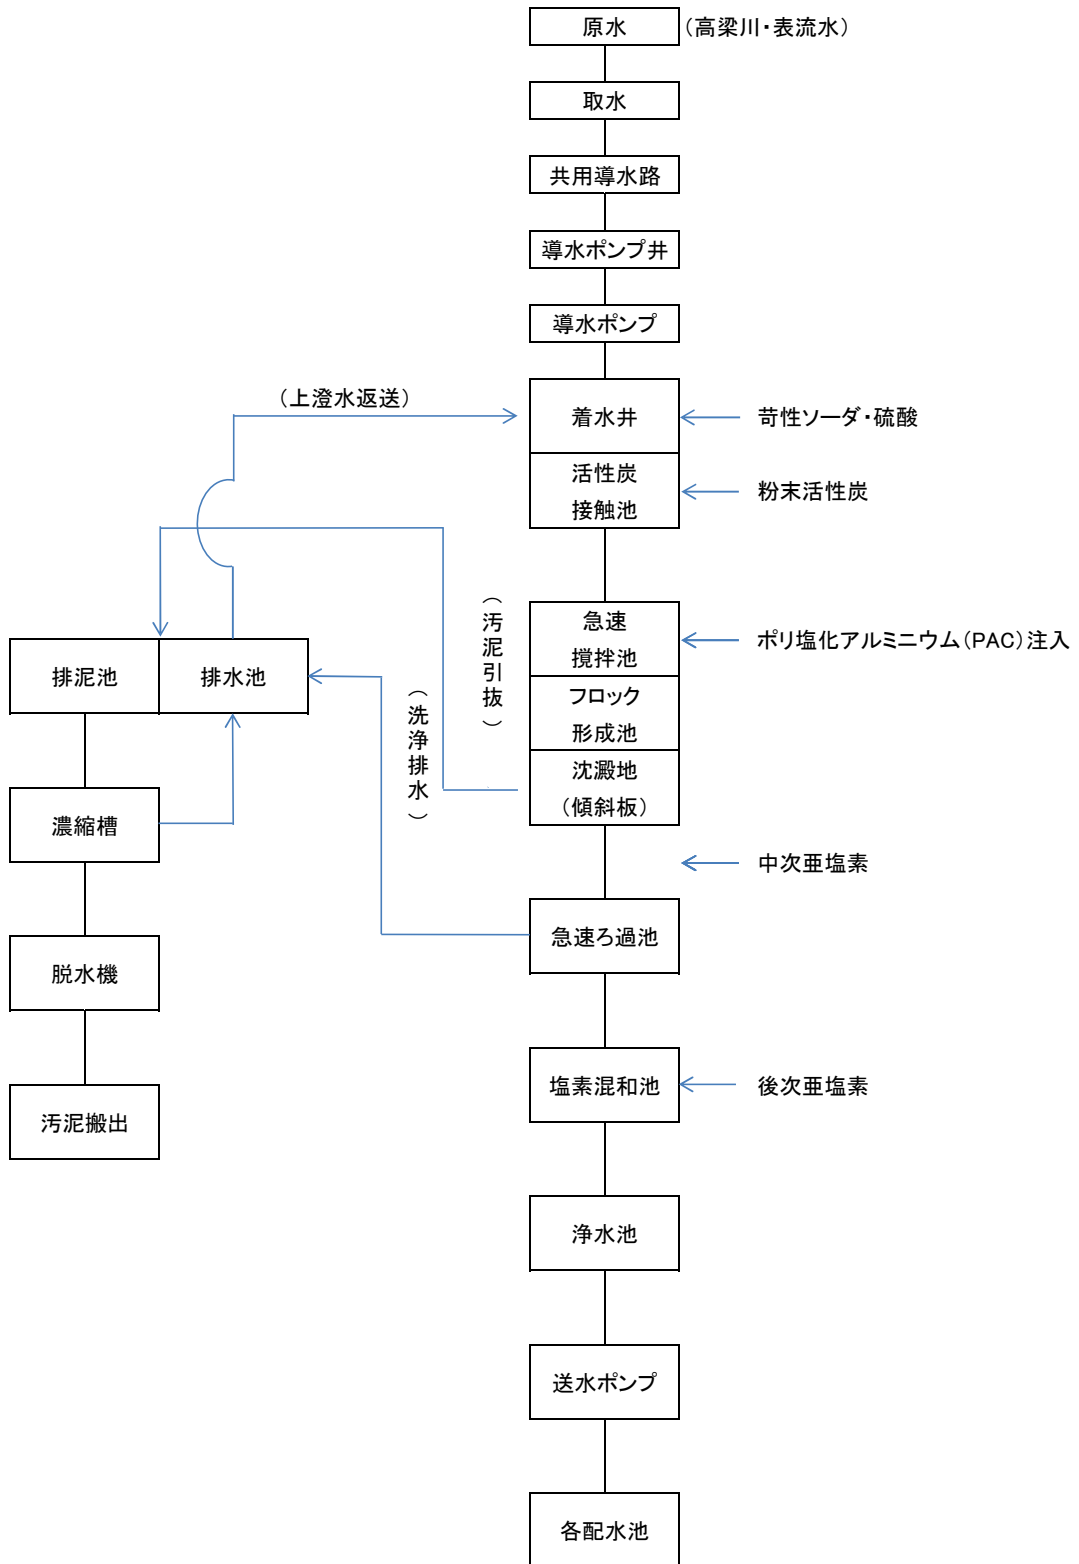 原水
（高梁川・表流水）
取水
共用導水路
導水ポンプ井
導水ポンプ
（上澄水返送）
着水井
苛性ソーダ・硫酸
活性炭
接触池
粉末活性炭
（汚泥引抜）
急速
撹拌池
ポリ塩化アルミニウム（PAC）注入
排泥池
排水池
（洗浄排水）
フロック
形成池
沈澱地
（傾斜板）
濃縮槽
中次亜塩素
急速ろ過池
脱水機
塩素混和池
後次亜塩素
汚泥搬出
浄水池
送水ポンプ
各配水池